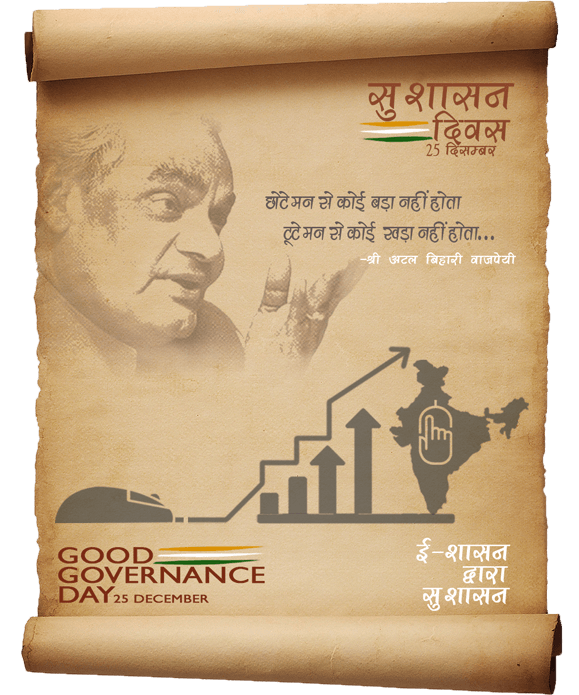 सुशासन
दिवस
25 दिसम्बर
छोटे मन से कोई बड़ा नहीं होता
टूटे मन से कोई खड़ा नहीं होता...
-श्री अटल बिहारी वाजपेयी
GOOD
GOVERNANCE
DAY 25 DECEMBER
ई-शासन
द्वारा
सुशासन